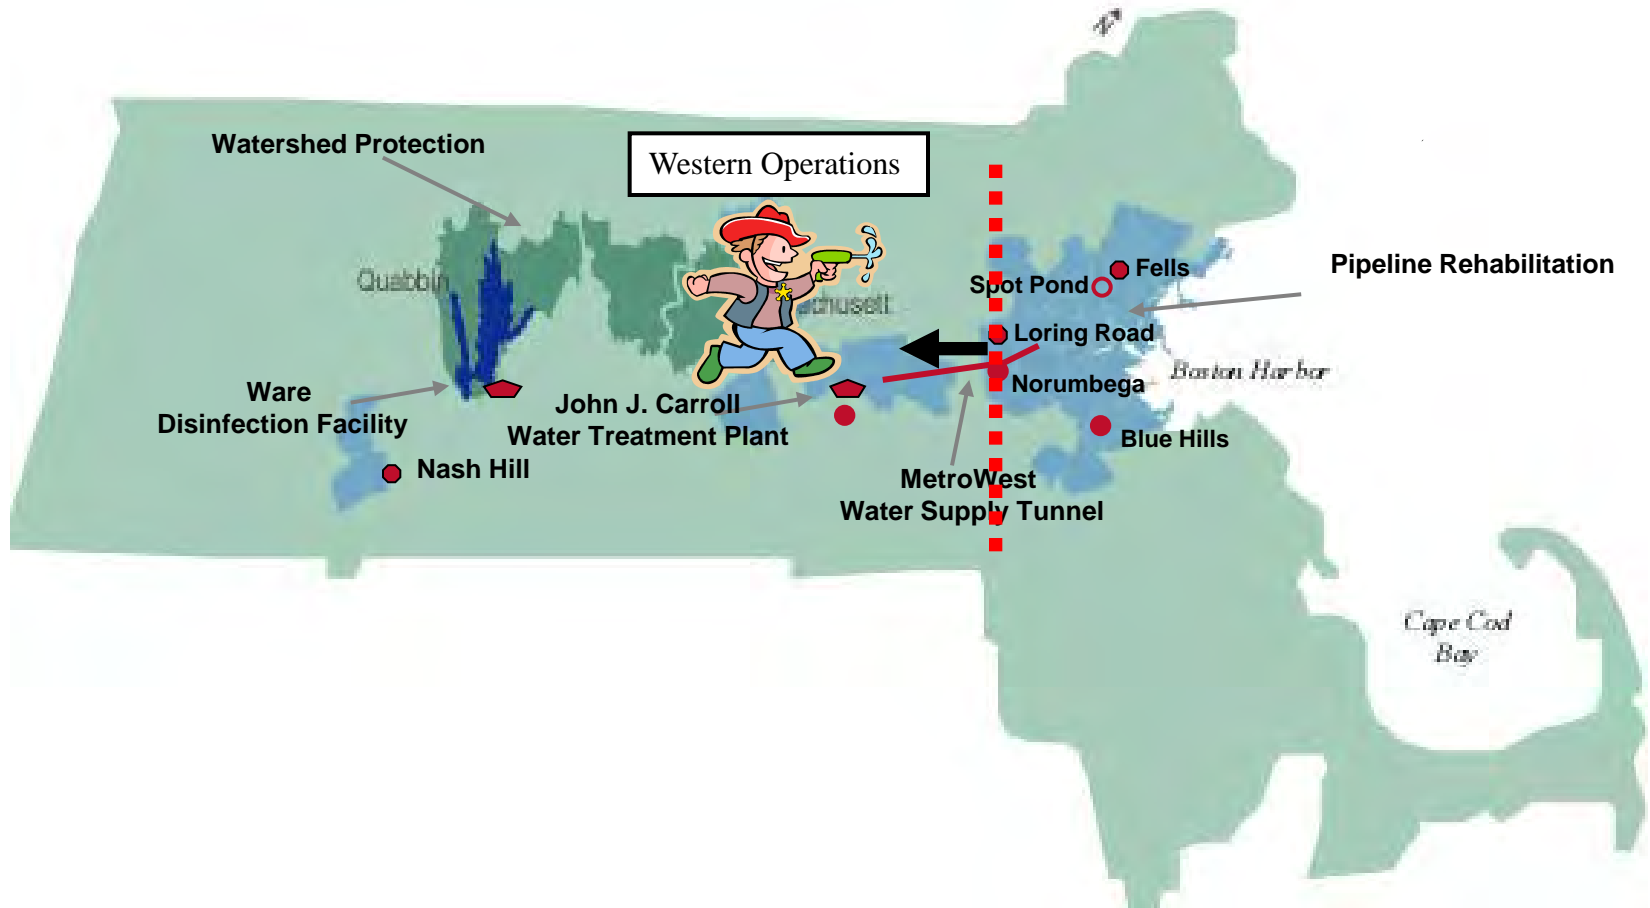 N
Watershed Protection
Western Operations
Quabbin
Fells
Spot Pond
Pipeline Rehabilitation
achusett
Loring Road
Boston Harbor
Norumbega
Ware
Disinfection Facility
John J. Carroll
Water Treatment Plant
Blue Hills
Nash Hill
MetroWest
Water Supply Tunnel
Cape Cod
Bay